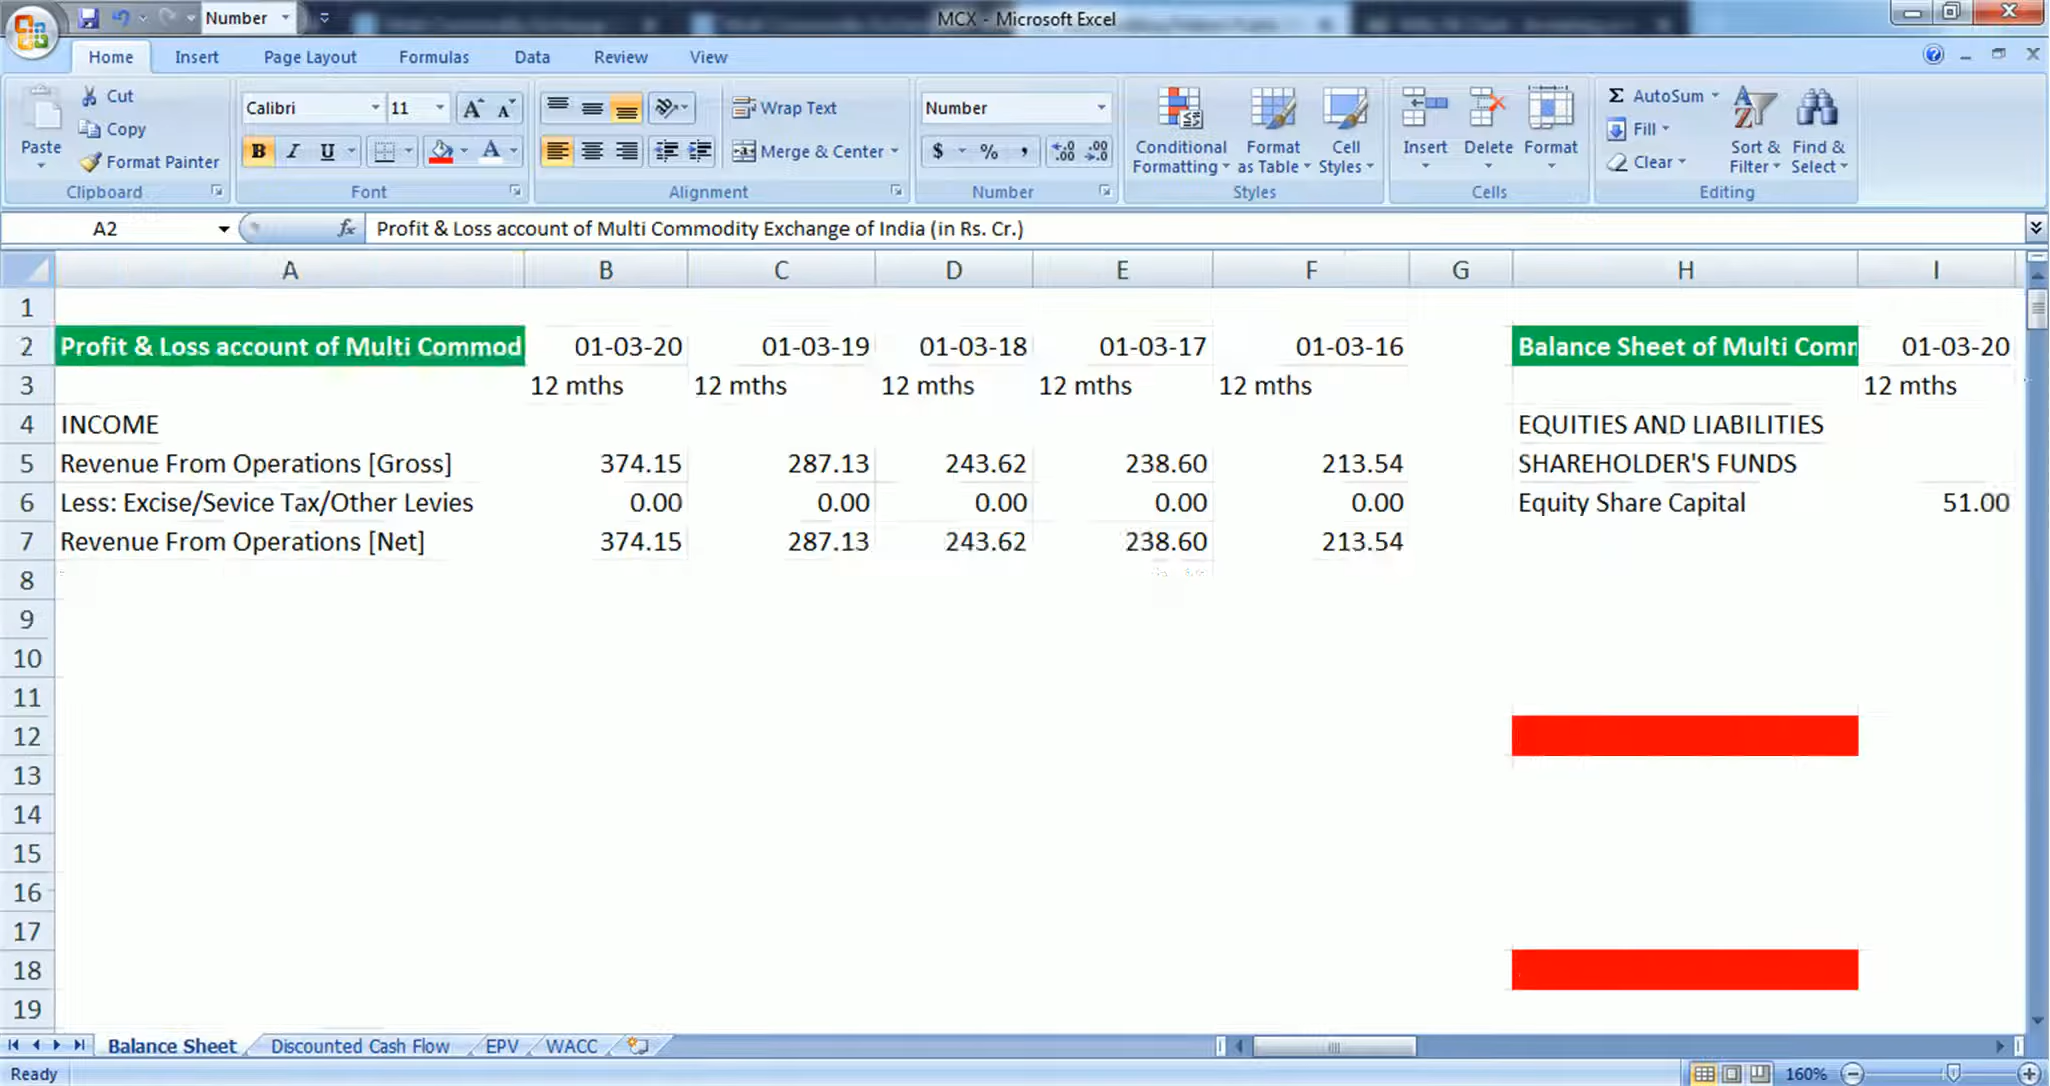 Number
MCX - Microsoft Excel
Home Insert Page Layout Formulas Data Review View
Paste
Cut
Copy
Format Painter
Clipboard
Calibri 11
B I U
Font
Wrap Text
Merge & Center
Alignment
Number
$ % ,
Number
Conditional Formatting
Format as Table
Cell Styles
Styles
Insert Delete Format
Cells
Σ AutoSum
Fill
Clear
Sort & Filter
Find & Select
Editing
A2 fx Profit & Loss account of Multi Commodity Exchange of India (in Rs. Cr.)
A B C D E F G H I
1
2 Profit & Loss account of Multi Commod 01-03-20 01-03-19 01-03-18 01-03-17 01-03-16 Balance Sheet of Multi Comm 01-03-20
3 12 mths 12 mths 12 mths 12 mths 12 mths 12 mths
4 INCOME EQUITIES AND LIABILITIES
5 Revenue From Operations [Gross] 374.15 287.13 243.62 238.60 213.54 SHAREHOLDER'S FUNDS
6 Less: Excise/Sevice Tax/Other Levies 0.00 0.00 0.00 0.00 0.00 Equity Share Capital 51.00
7 Revenue From Operations [Net] 374.15 287.13 243.62 238.60 213.54
8
9
10
11
12
13
14
15
16
17
18
19
Balance Sheet Discounted Cash Flow EPV WACC
Ready 160%